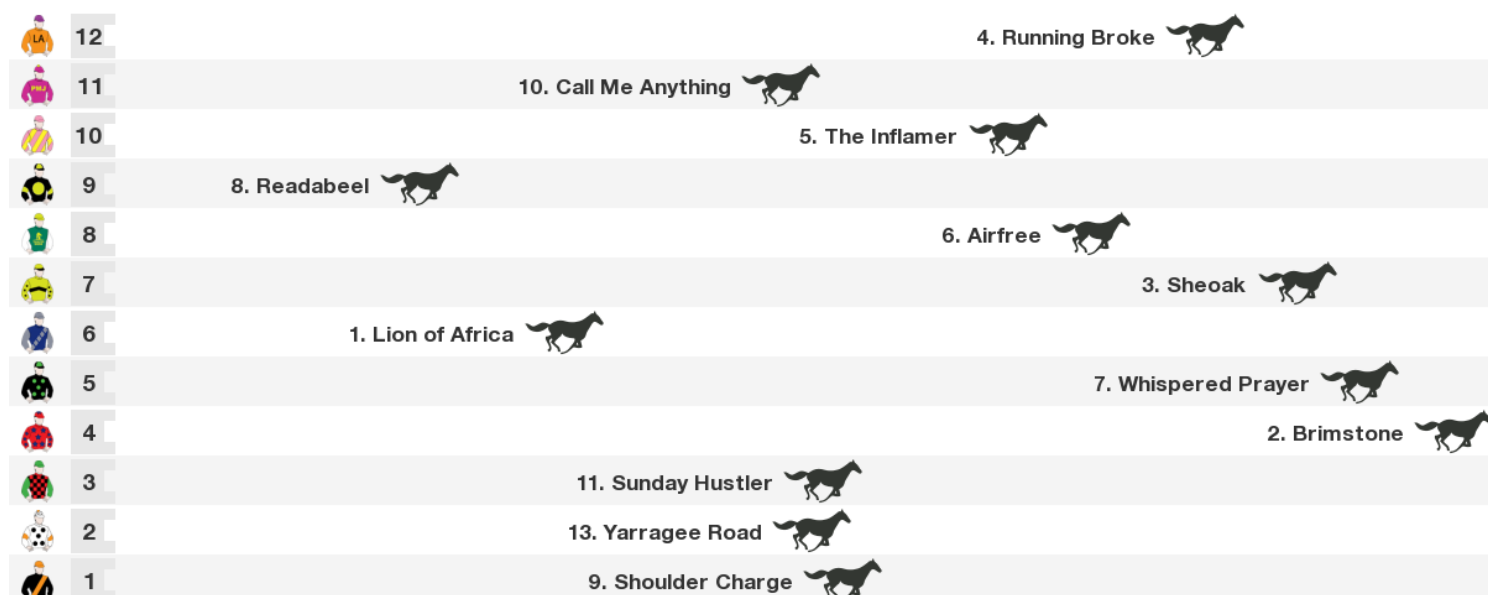 LA 12 4. Running Broke
PMJ 11 10. Call Me Anything
10 5. The Inflamer
9 8. Readabeel
8 6. Airfree
7 3. Sheoak
6 1. Lion of Africa
5 7. Whispered Prayer
4 2. Brimstone
3 11. Sunday Hustler
2 13. Yarragee Road
1 9. Shoulder Charge